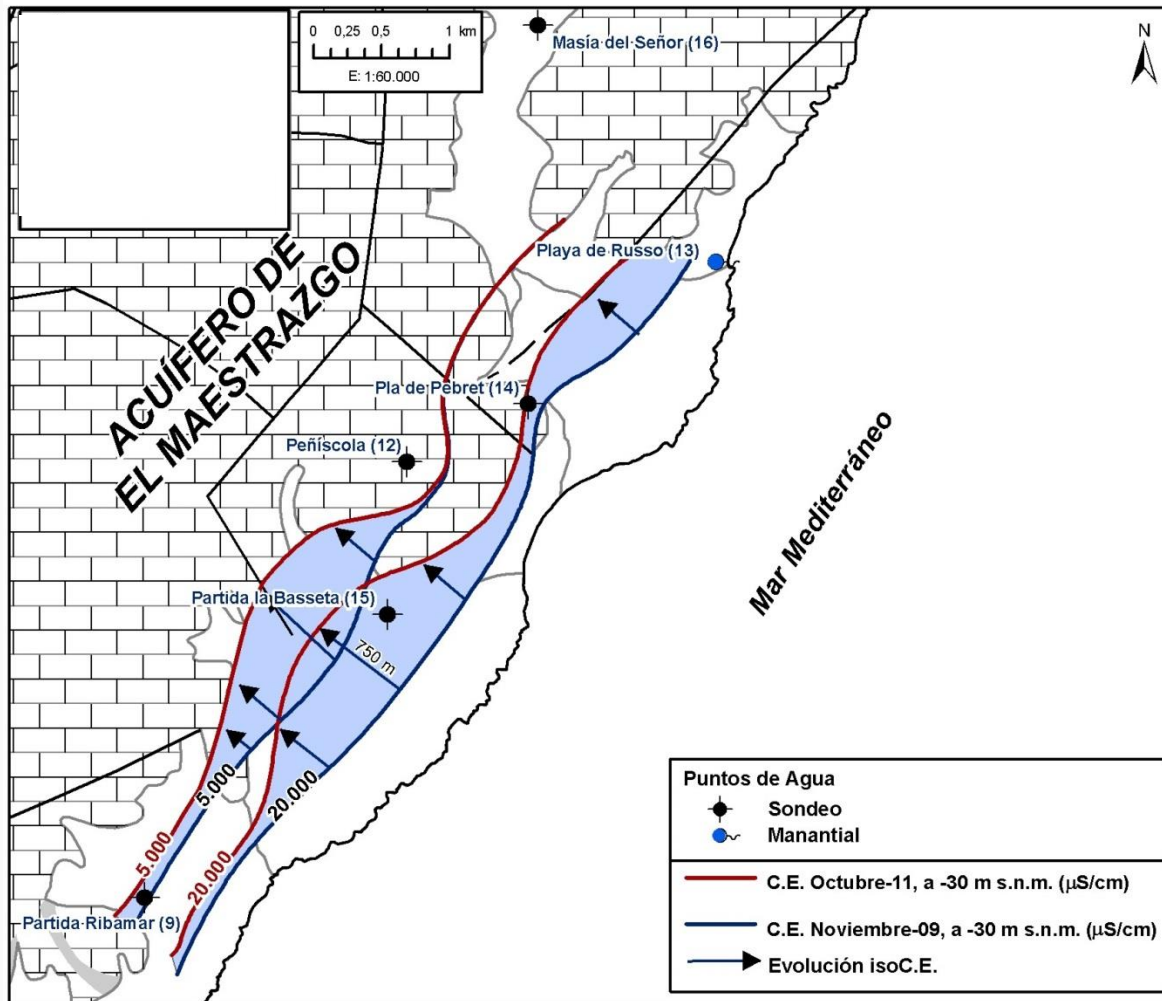 0 0,25 0,5 1 km
E: 1:60.000
Masía del Señor (16)
N
ACUÍFERO DE
EL MAESTRAZGO
Playa de Russo (13)
Pla de Pebret (14)
Peñíscola (12)
Mar Mediterráneo
Partida la Basseta (15)
750 m
5.000
20.000
5.000
20.000
Partida Ribamar (9)
Puntos de Agua
Sondeo
Manantial
C.E. Octubre-11, a -30 m s.n.m. (µS/cm)
C.E. Noviembre-09, a -30 m s.n.m. (µS/cm)
Evolución isoC.E.